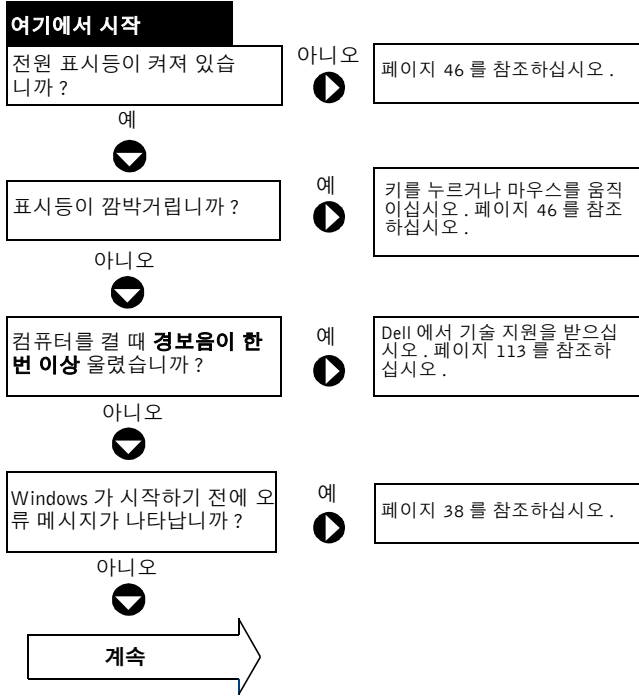 여기에서 시작
전원 표시등이 켜져 있습
니까 ?
아니오
페이지 46 를 참조하십시오 .
예
표시등이 깜박거립니까 ?
예
키를 누르거나 마우스를 움직
이십시오 . 페이지 46 를 참조
하십시오 .
아니오
컴퓨터를 켤 때 경보음이 한
번 이상 울렸습니까 ?
예
Dell 에서 기술 지원을 받으십
시오 . 페이지 113 를 참조하
십시오 .
아니오
Windows 가 시작하기 전에 오
류 메시지가 나타납니까 ?
예
페이지 38 를 참조하십시오 .
아니오
계속